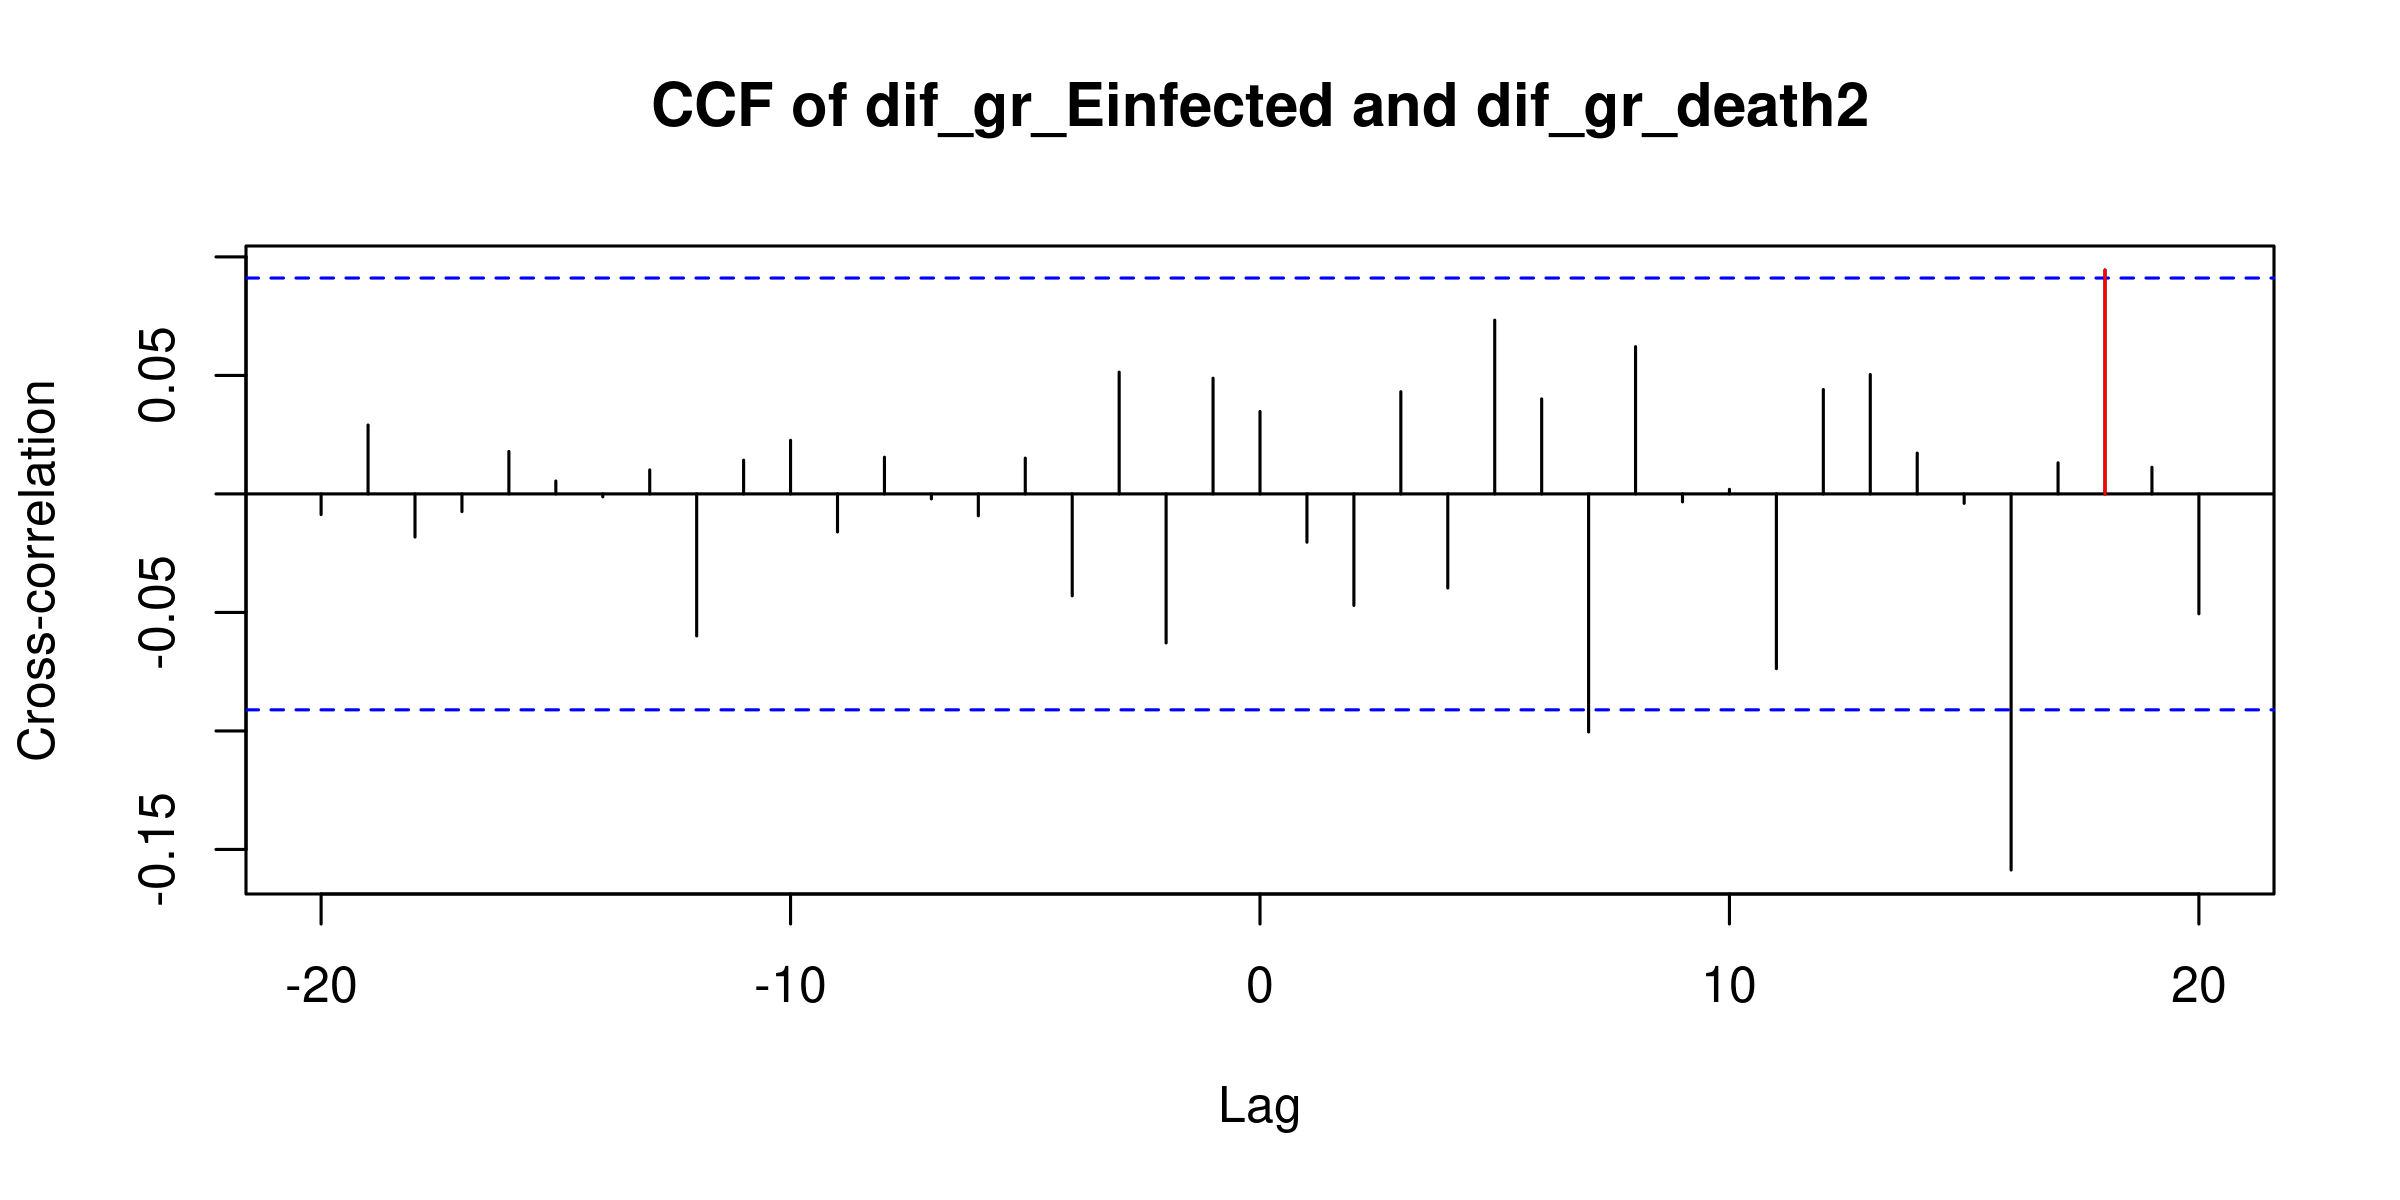 CCF of dif_gr_Einfected and dif_gr_death2
Cross-correlation
0.05
-0.05
-0.15
-20 -10 0 10 20
Lag